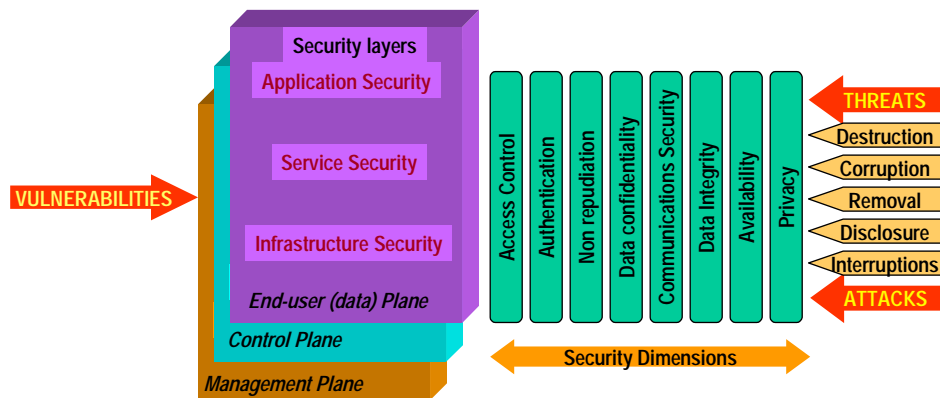 Security layers
Application Security
Service Security
Infrastructure Security
End-user (data) Plane
Control Plane
Management Plane
VULNERABILITIES
Access Control
Authentication
Non repudiation
Data confidentiality
Communications Security
Data Integrity
Availability
Privacy
Security Dimensions
THREATS
Destruction
Corruption
Removal
Disclosure
Interruptions
ATTACKS